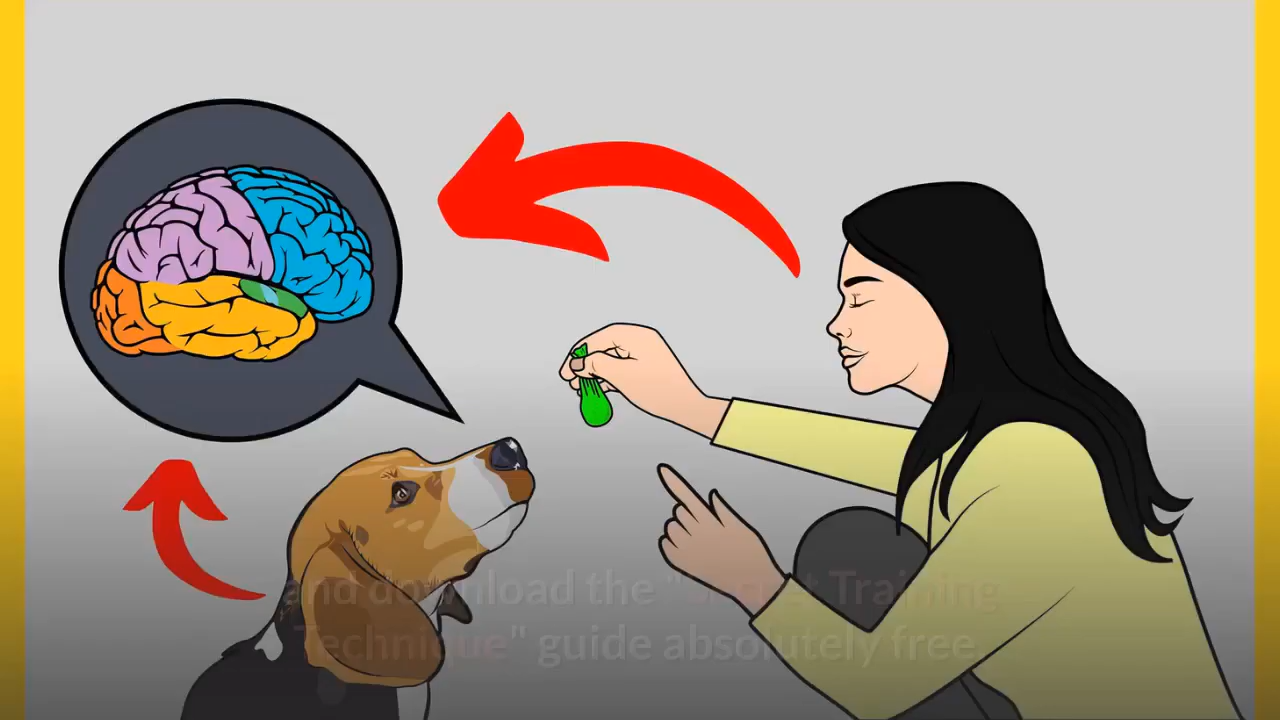 and download the " Training
Technique" guide absolutely free